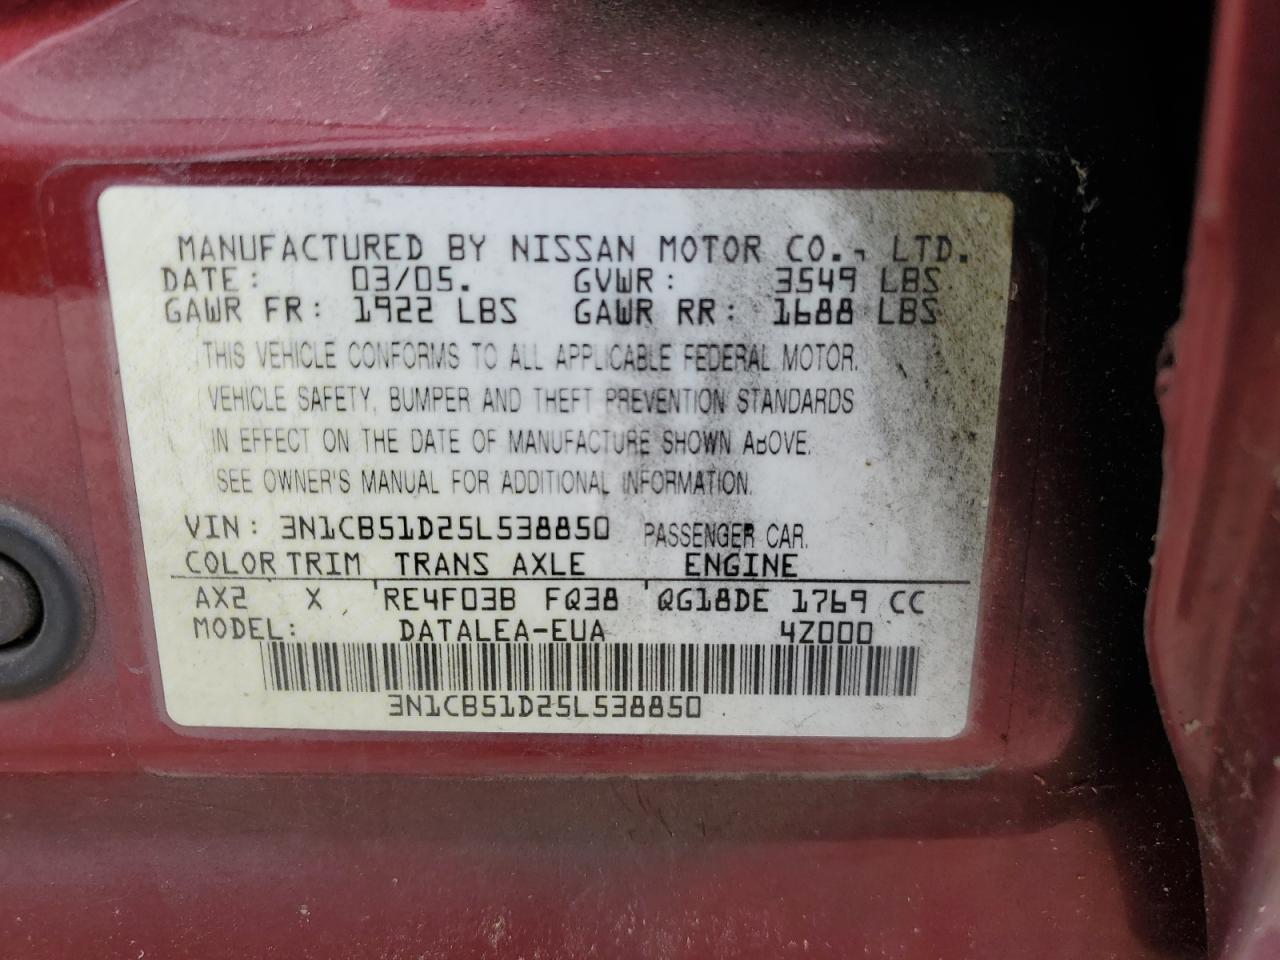 MANUFACTURED BY NISSAN MOTOR CO., LTD.
DATE: 03/05. GVWR: 3549 LBS
GAWR FR: 1922 LBS GAWR RR: 1688 LBS
THIS VEHICLE CONFORMS TO ALL APPLICABLE FEDERAL MOTOR.
VEHICLE SAFETY, BUMPER AND THEFT PREVENTION STANDARDS
IN EFFECT ON THE DATE OF MANUFACTURE SHOWN ABOVE.
SEE OWNER'S MANUAL FOR ADDITIONAL INFORMATION.
VIN: 3N1CB51D25L538850 PASSENGER CAR.
COLOR TRIM TRANS AXLE ENGINE
AX2 X RE4F03B FQ38 QG18DE 1769 CC
MODEL: DATALEA-EUA 4Z000
3N1CB51D25L538850